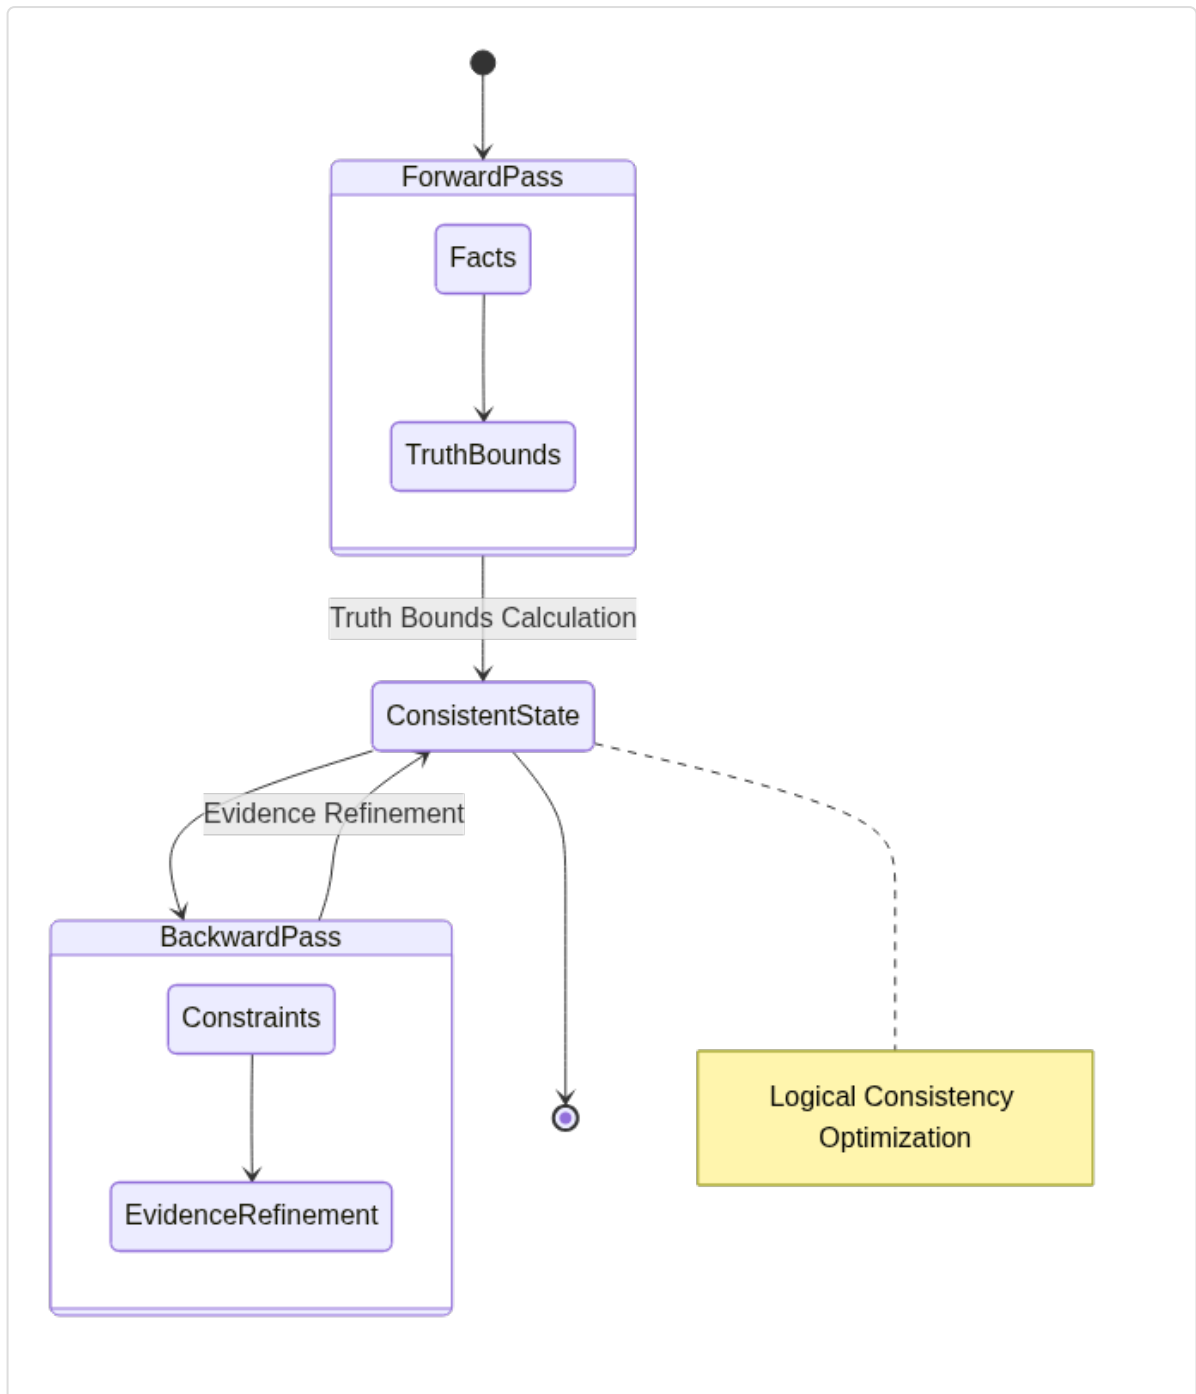 ForwardPass
Facts
TruthBounds
Truth Bounds Calculation
ConsistentState
Evidence Refinement
BackwardPass
Constraints
EvidenceRefinement
Logical Consistency
Optimization